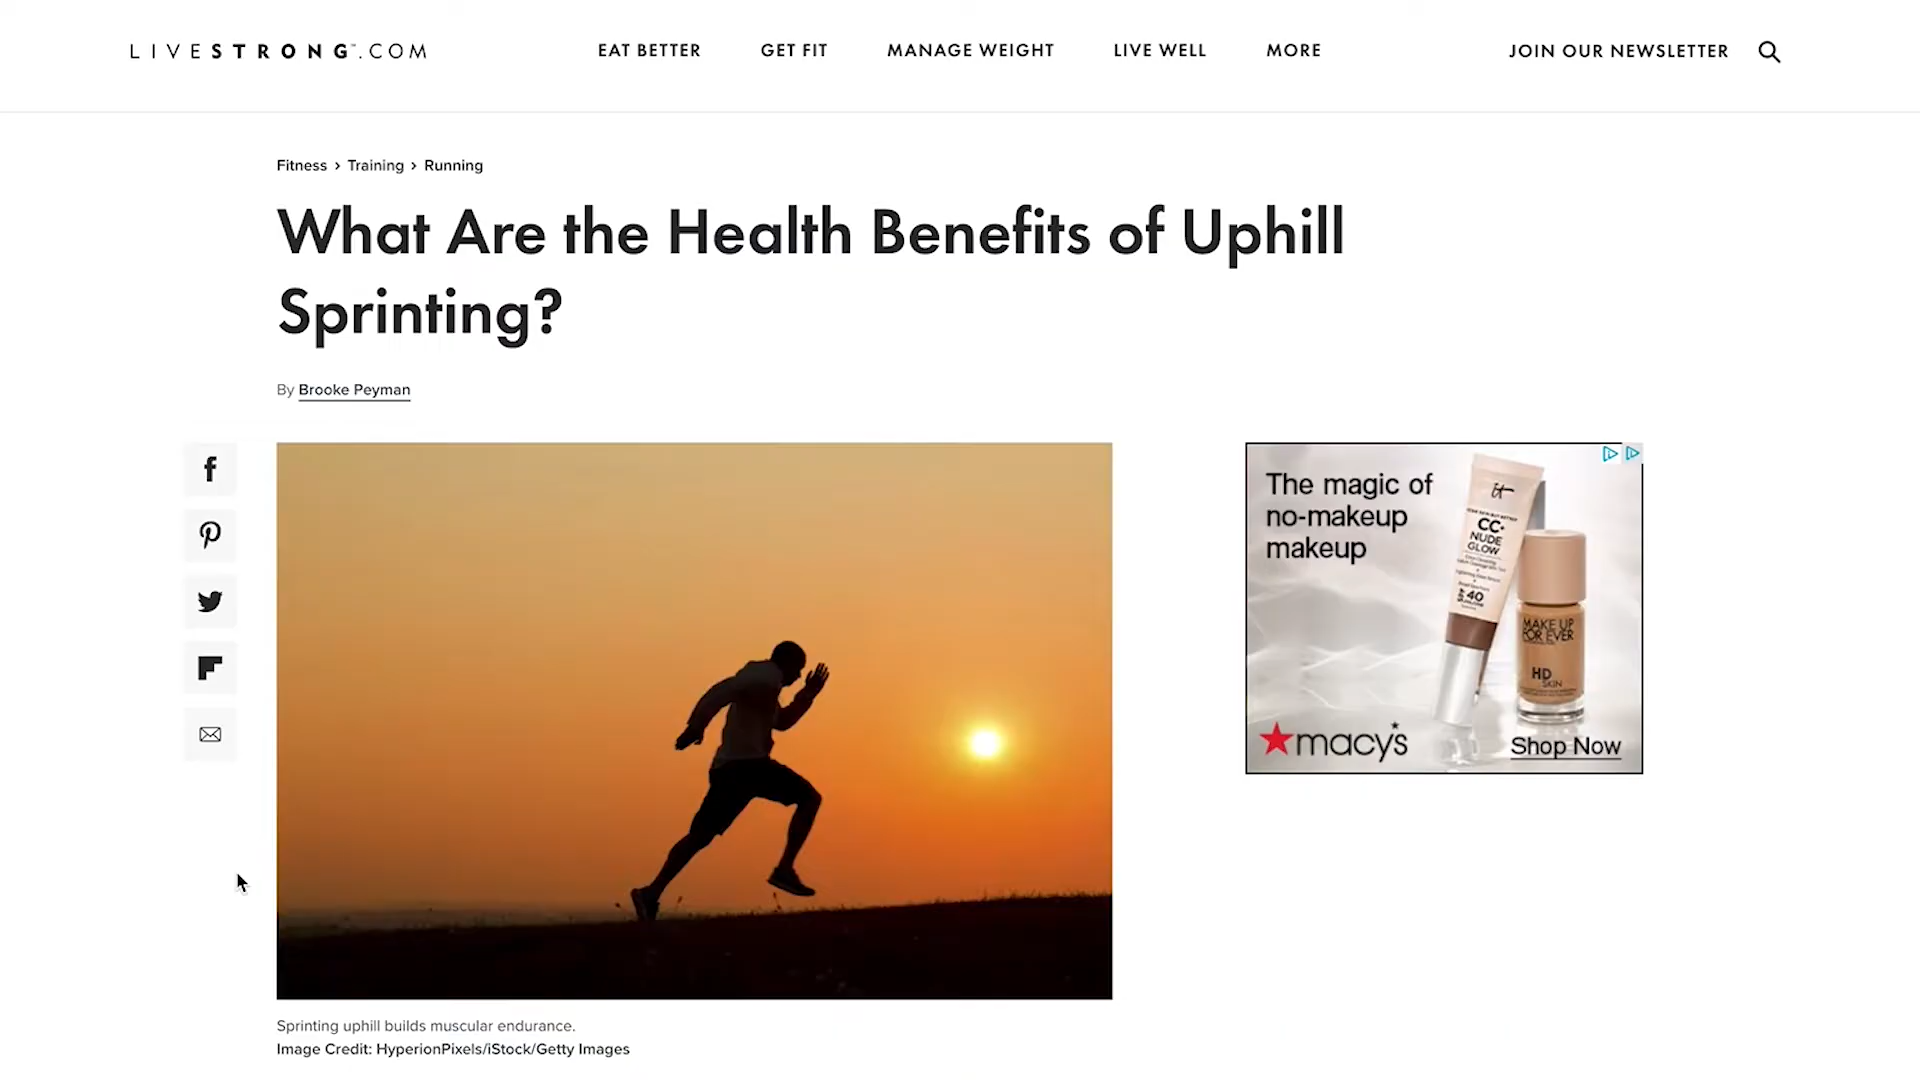 LIVESTRONG™.COM
EAT BETTER
GET FIT
MANAGE WEIGHT
LIVE WELL
MORE
JOIN OUR NEWSLETTER
Fitness › Training › Running
What Are the Health Benefits of Uphill
Sprinting?
By Brooke Peyman
The magic of
no-makeup
makeup
it
CC+
NUDE
GLOW
SPF 40
MAKE UP
FOR EVER
HD
SKIN
macy's
Shop Now
Sprinting uphill builds muscular endurance.
Image Credit: HyperionPixels/iStock/Getty Images